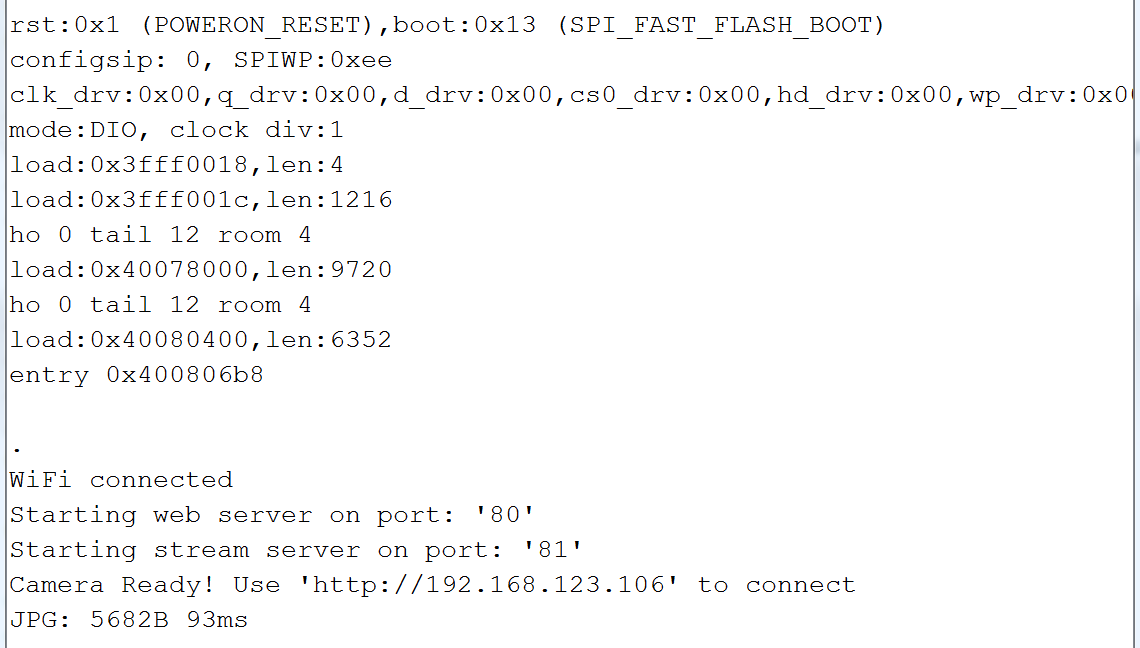 rst:0x1 (POWERON_RESET),boot:0x13 (SPI_FAST_FLASH_BOOT)
configsip: 0, SPIWP:0xee
clk_drv:0x00,q_drv:0x00,d_drv:0x00,cs0_drv:0x00,hd_drv:0x00,wp_drv:0x0
mode:DIO, clock div:1
load:0x3fff0018,len:4
load:0x3fff001c,len:1216
ho 0 tail 12 room 4
load:0x40078000,len:9720
ho 0 tail 12 room 4
load:0x40080400,len:6352
entry 0x400806b8
.
WiFi connected
Starting web server on port: '80'
Starting stream server on port: '81'
Camera Ready! Use 'http://192.168.123.106' to connect
JPG: 5682B 93ms